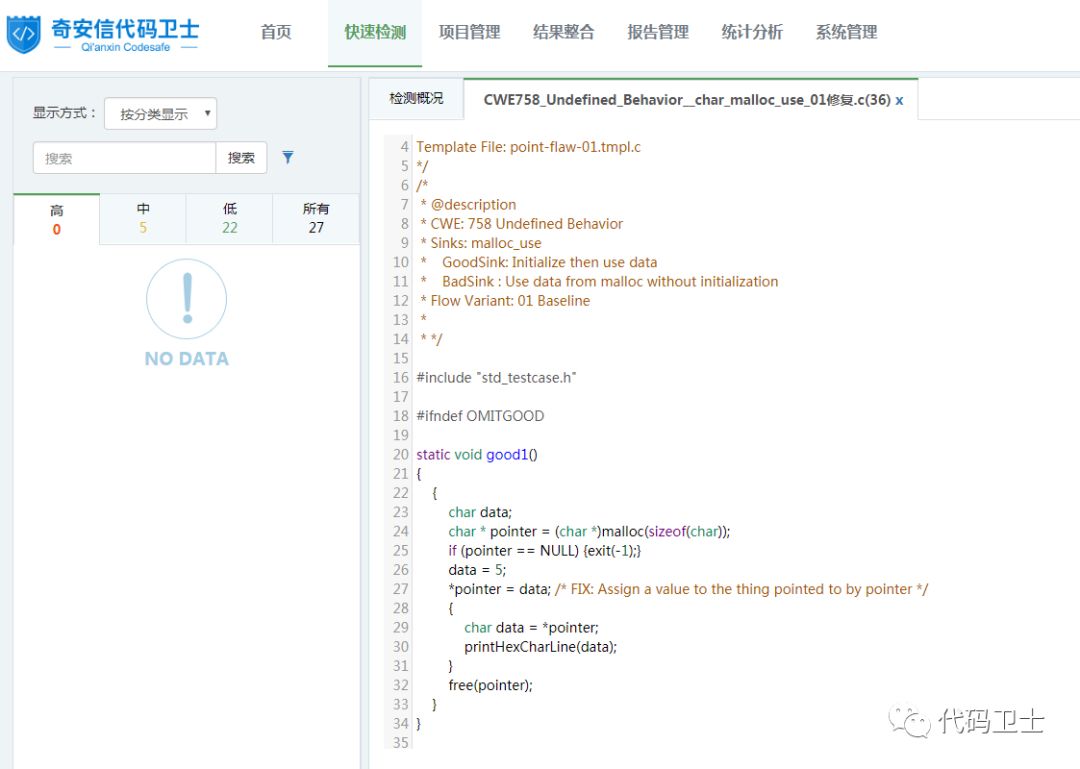 奇安信代码卫士
Qi'anxin Codesafe
首页 快速检测 项目管理 结果整合 报告管理 统计分析 系统管理
显示方式： 按分类显示
搜索 搜索
高 中 低 所有
0 5 22 27
NO DATA
检测概况 CWE758_Undefined_Behavior__char_malloc_use_01修复.c(36) x
4 Template File: point-flaw-01.tmpl.c
5 */
6 /*
7  * @description
8  * CWE: 758 Undefined Behavior
9  * Sinks: malloc_use
10  *    GoodSink: Initialize then use data
11  *    BadSink : Use data from malloc without initialization
12  * Flow Variant: 01 Baseline
13  *
14  * */
15
16 #include "std_testcase.h"
17
18 #ifndef OMITGOOD
19
20 static void good1()
21 {
22     {
23         char data;
24         char * pointer = (char *)malloc(sizeof(char));
25         if (pointer == NULL) {exit(-1);}
26         data = 5;
27         *pointer = data; /* FIX: Assign a value to the thing pointed to by pointer */
28         {
29             char data = *pointer;
30             printHexCharLine(data);
31         }
32         free(pointer);
33     }
34 }
35
代码卫士